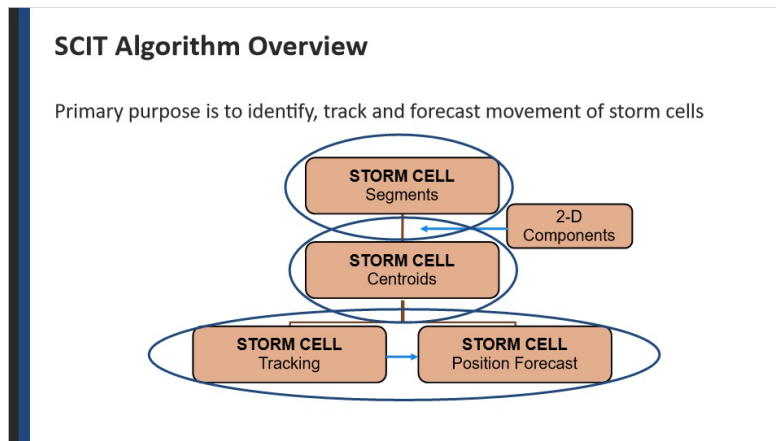 SCIT Algorithm Overview
Primary purpose is to identify, track and forecast movement of storm cells
STORM CELL
Segments
2-D
Components
STORM CELL
Centroids
STORM CELL
Tracking
STORM CELL
Position Forecast